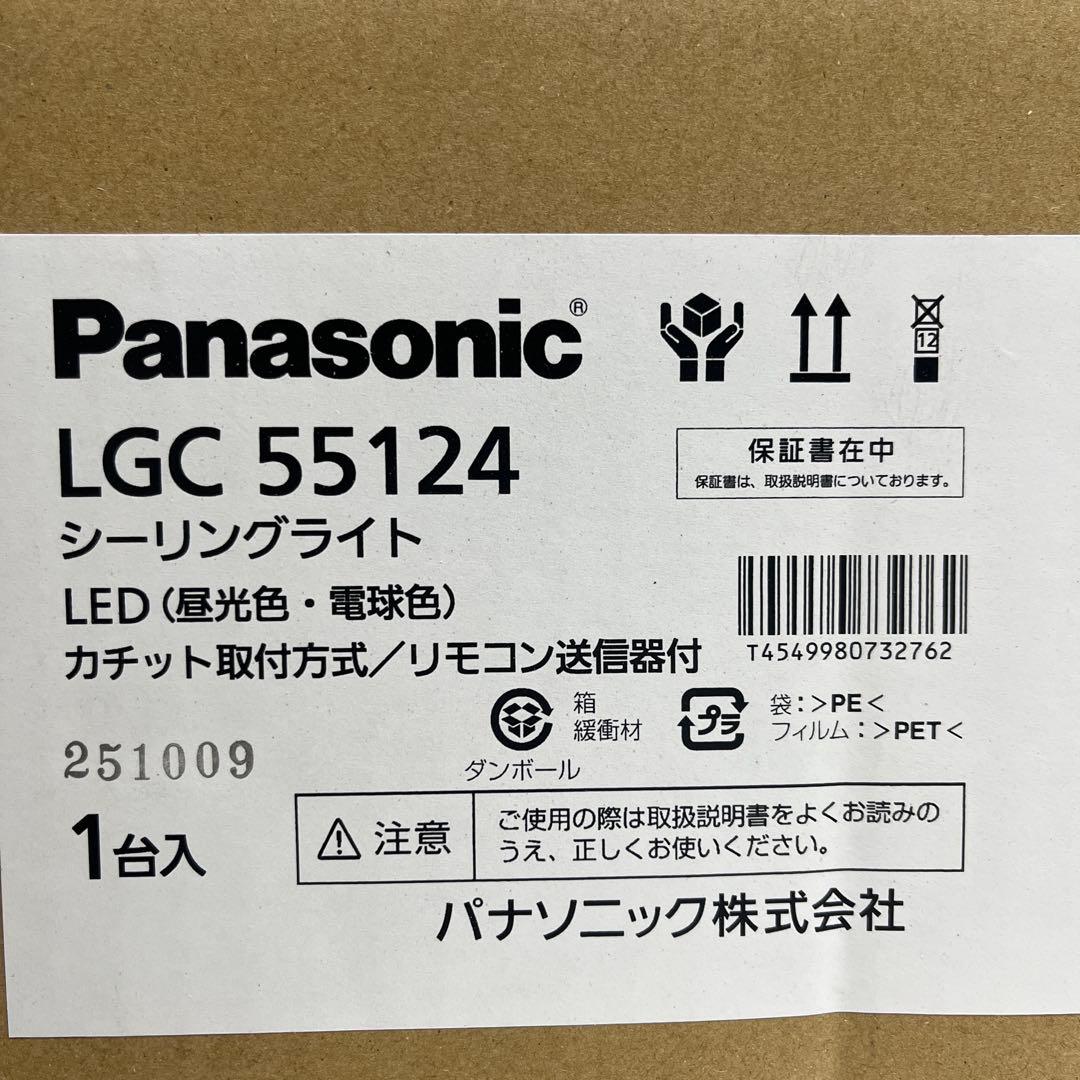 Panasonic®
12
LGC 55124
保証書在中
保証書は、取扱説明書についております。
シーリングライト
LED(昼光色・電球色)
カチット取付方式/リモコン送信器付
T4549980732762
箱
緩衝材
ダンボール
プラ
袋:>PE<
フィルム:>PET<
251009
1台入
注意
ご使用の際は取扱説明書をよくお読みの
うえ、正しくお使いください。
パナソニック株式会社